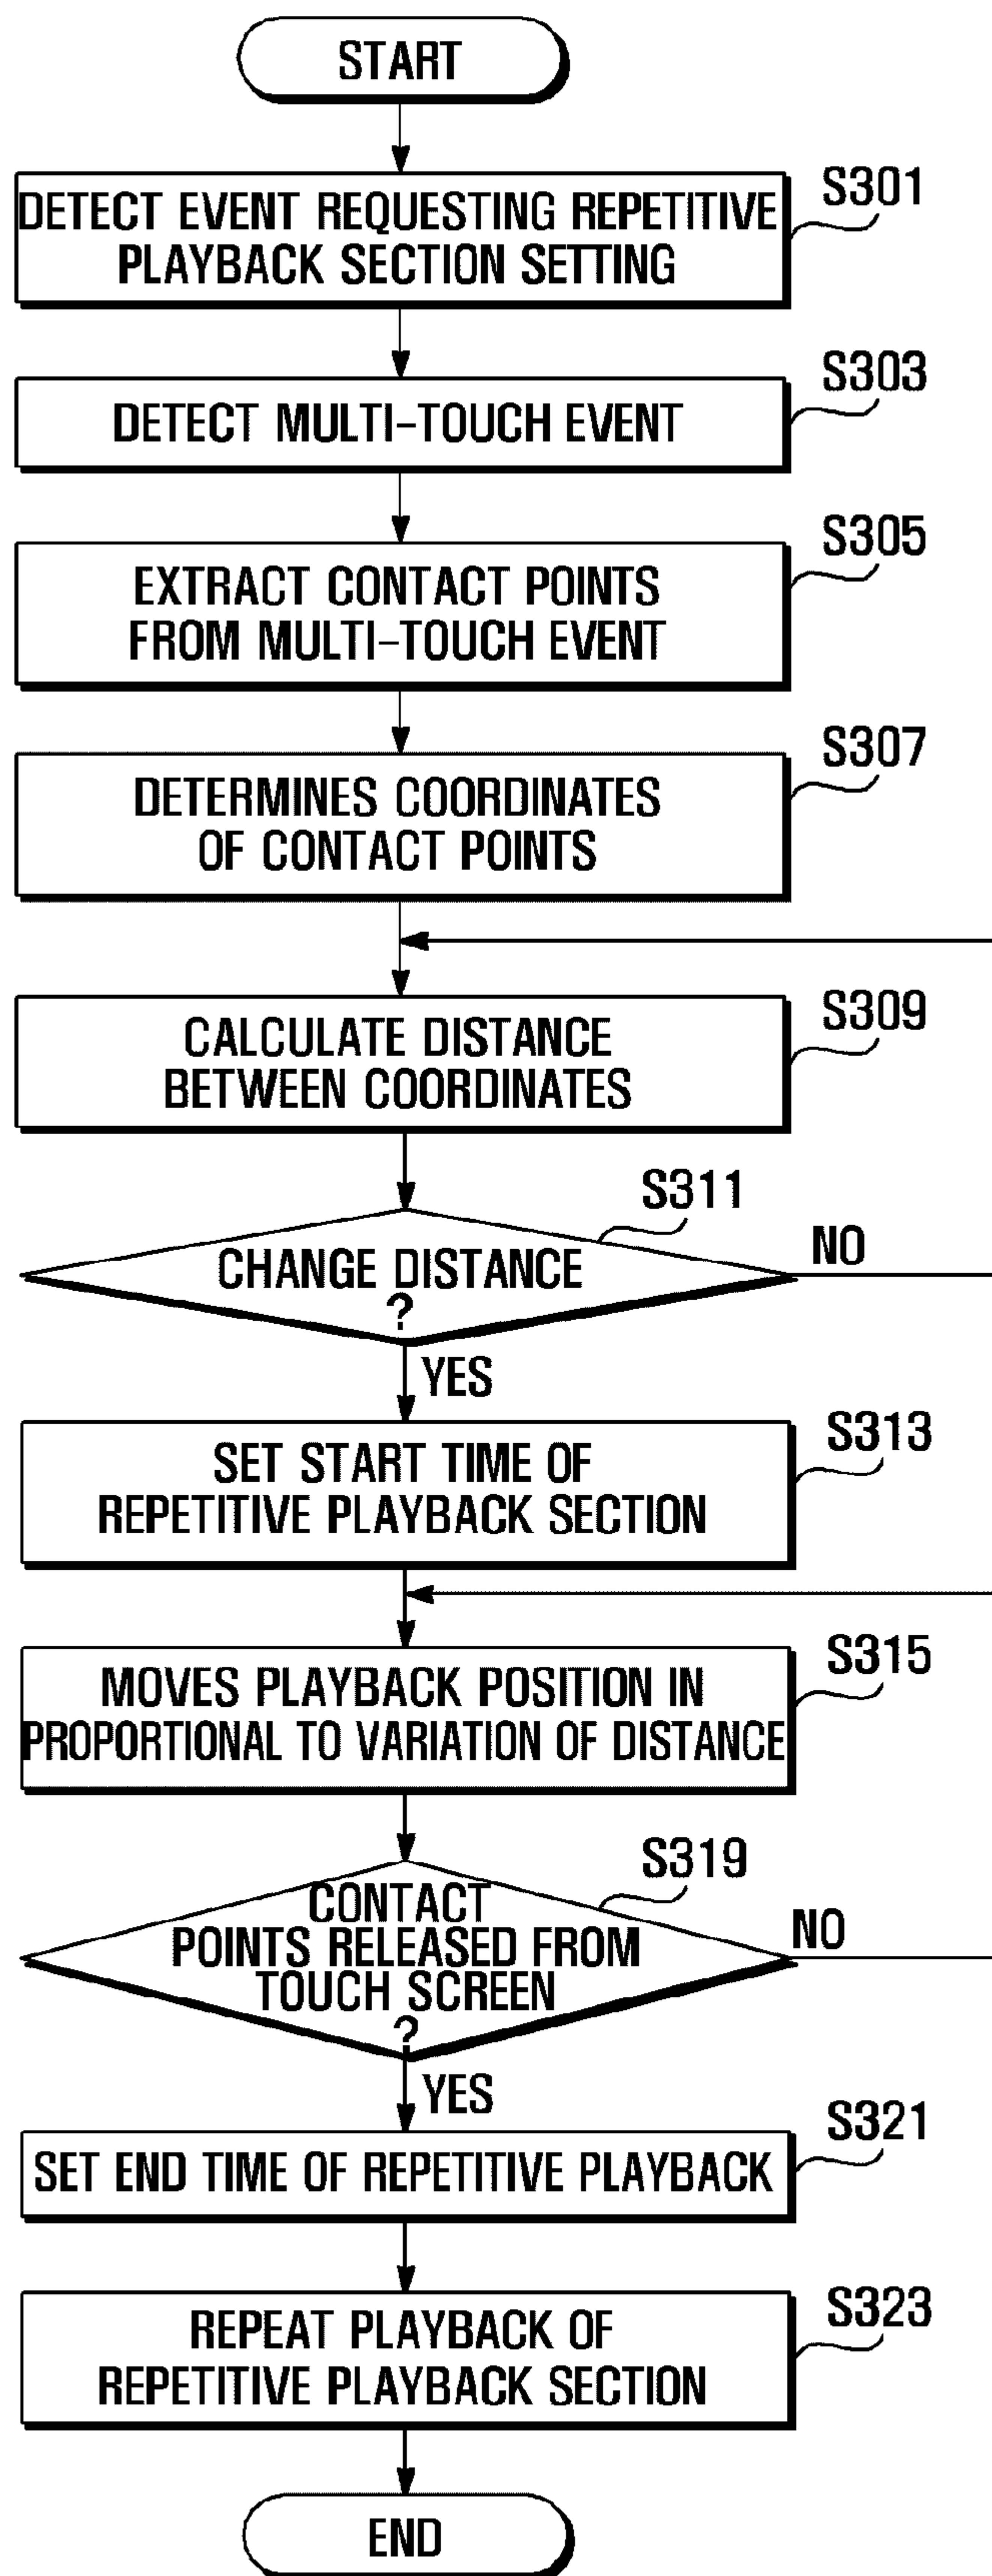 START
S301
DETECT EVENT REQUESTING REPETITIVE
PLAYBACK SECTION SETTING
S303
DETECT MULTI-TOUCH EVENT
S305
EXTRACT CONTACT POINTS
FROM MULTI-TOUCH EVENT
S307
DETERMINES COORDINATES
OF CONTACT POINTS
S309
CALCULATE DISTANCE
BETWEEN COORDINATES
S311
CHANGE DISTANCE
?
NO
YES
S313
SET START TIME OF
REPETITIVE PLAYBACK SECTION
S315
MOVES PLAYBACK POSITION IN
PROPORTIONAL TO VARIATION OF DISTANCE
S319
CONTACT
POINTS RELEASED FROM
TOUCH SCREEN
?
NO
YES
S321
SET END TIME OF REPETITIVE PLAYBACK
S323
REPEAT PLAYBACK OF
REPETITIVE PLAYBACK SECTION
END